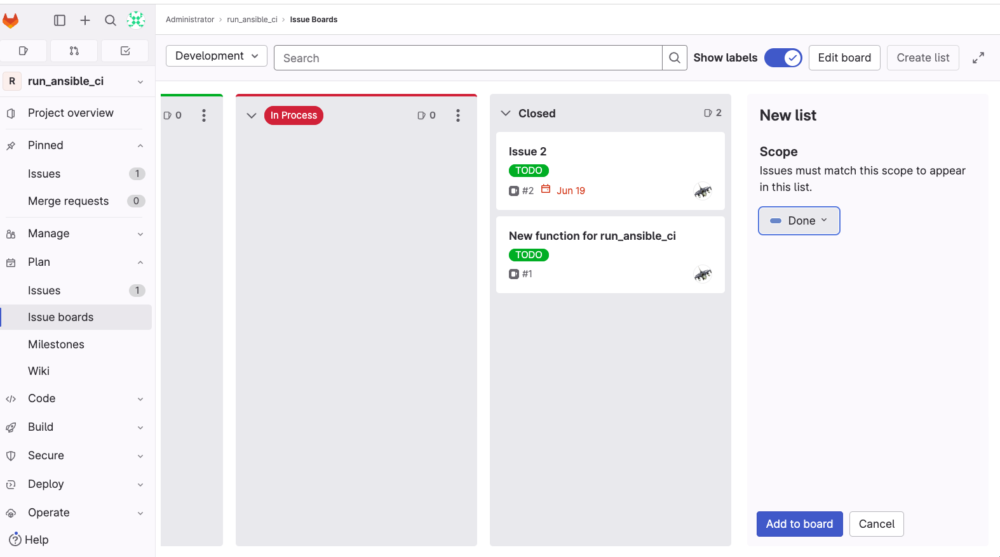 Administrator › run_ansible_ci › Issue Boards
R run_ansible_ci
Project overview
Pinned
Issues 1
Merge requests 0
Manage
Plan
Issues 1
Issue boards
Milestones
Wiki
Code
Build
Secure
Deploy
Operate
Help
Development
Search
Show labels
Edit board
Create list
0
In Process
0
Closed
2
Issue 2
TODO
#2 Jun 19
New function for run_ansible_ci
TODO
#1
New list
Scope
Issues must match this scope to appear
in this list.
Done
Add to board
Cancel